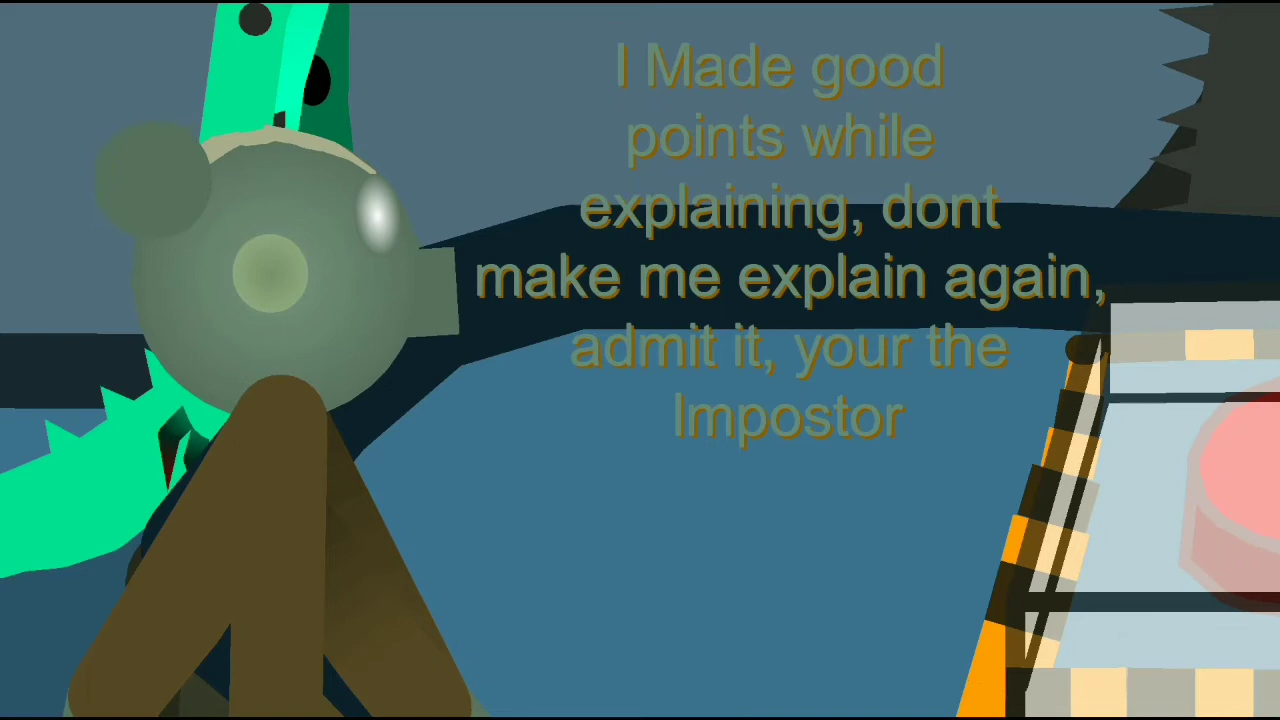 I Made good
points while
explaining, dont
make me explain again,
admit it, your the
Impostor